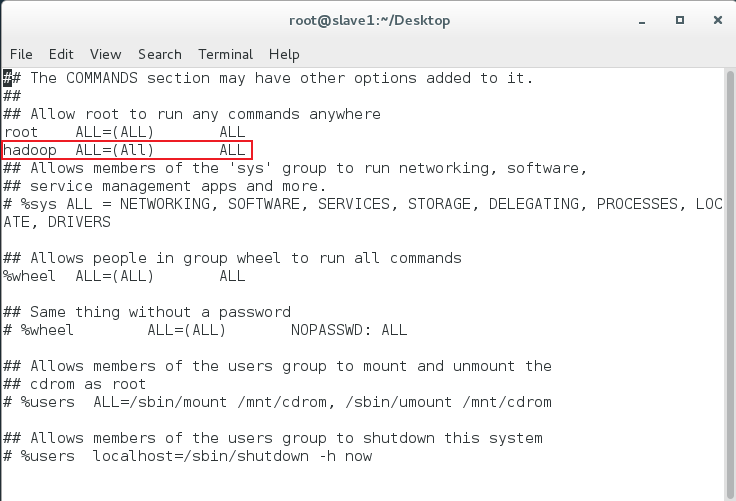 root@slave1:~/Desktop
File Edit View Search Terminal Help
## The COMMANDS section may have other options added to it.
##
## Allow root to run any commands anywhere
root    ALL=(ALL)       ALL
hadoop  ALL=(All)       ALL
## Allows members of the 'sys' group to run networking, software,
## service management apps and more.
# %sys ALL = NETWORKING, SOFTWARE, SERVICES, STORAGE, DELEGATING, PROCESSES, LOC
ATE, DRIVERS
## Allows people in group wheel to run all commands
%wheel  ALL=(ALL)       ALL
## Same thing without a password
# %wheel        ALL=(ALL)       NOPASSWD: ALL
## Allows members of the users group to mount and unmount the
## cdrom as root
# %users  ALL=/sbin/mount /mnt/cdrom, /sbin/umount /mnt/cdrom
## Allows members of the users group to shutdown this system
# %users  localhost=/sbin/shutdown -h now